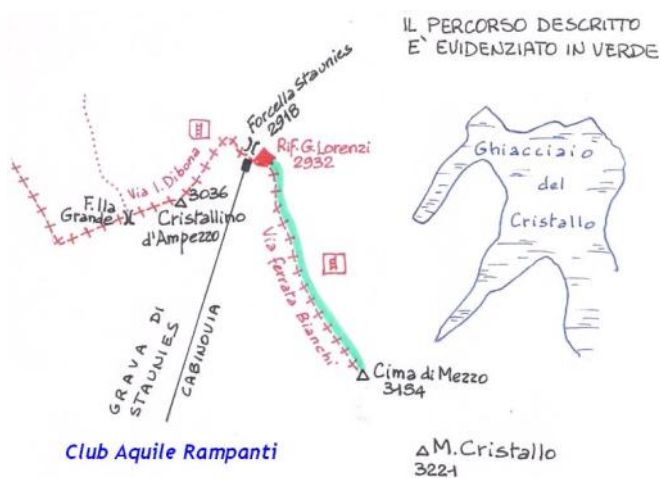 IL PERCORSO DESCRITTO
E' EVIDENZIATO IN VERDE
Forcella Staunies
2918
Rif. G. Lorenzi
2932
Via I. Dibona
F.lla
Grande
3036
Cristallino
d'Ampezzo
Ghiacciaio
del
Cristallo
Via ferrata Bianchi
GRAVA DI
STAUNIES
CABINOVIA
Cima di Mezzo
3154
Club Aquile Rampanti
M. Cristallo
3221